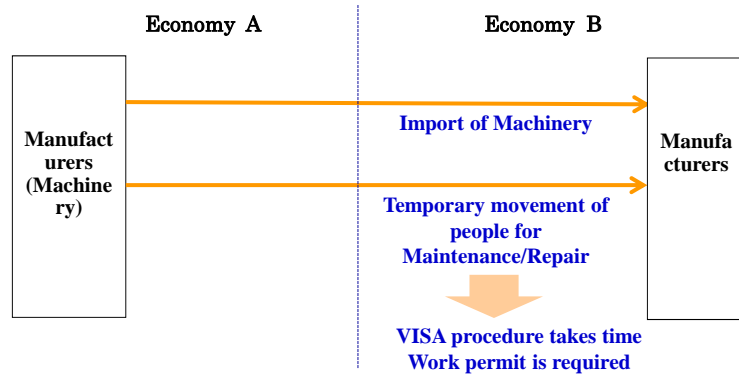 Economy A
Economy B
Manufact
urers
(Machine
ry)
Import of Machinery
Manufa
cturers
Temporary movement of
people for
Maintenance/Repair
VISA procedure takes time
Work permit is required